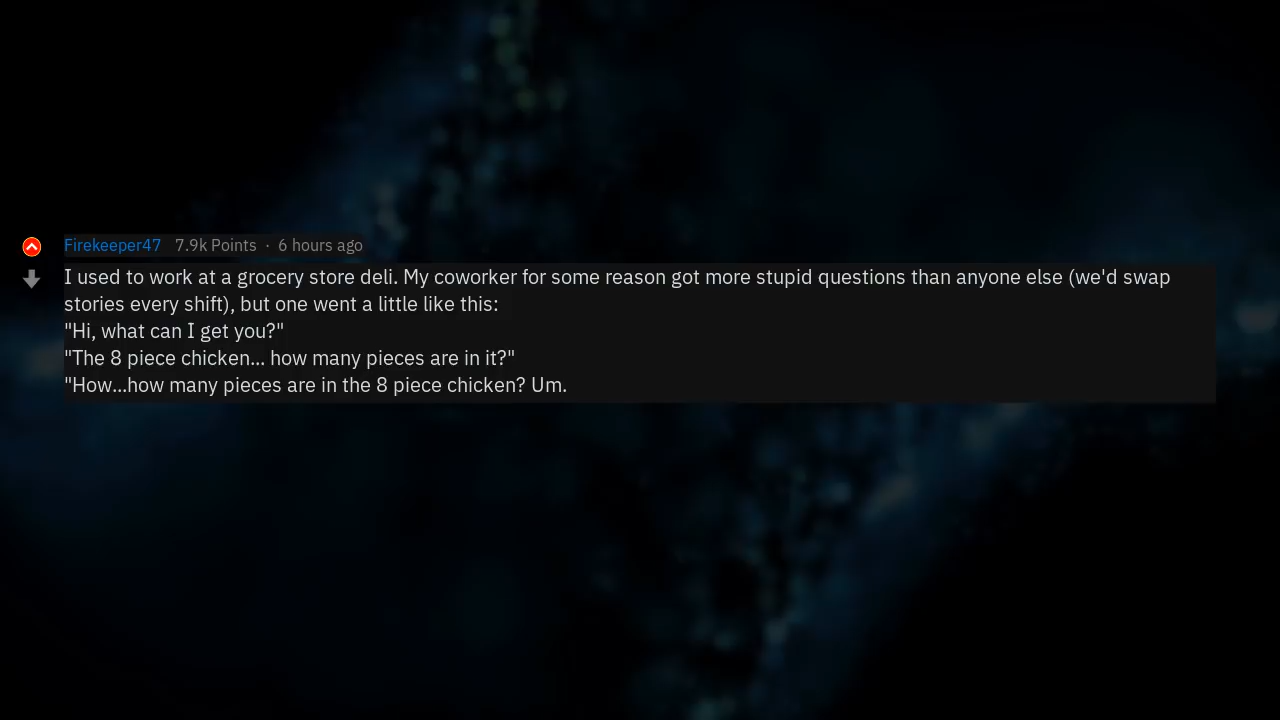 Firekeeper47 7.9k Points · 6 hours ago
I used to work at a grocery store deli. My coworker for some reason got more stupid questions than anyone else (we'd swap
stories every shift), but one went a little like this:
"Hi, what can I get you?"
"The 8 piece chicken... how many pieces are in it?"
"How...how many pieces are in the 8 piece chicken? Um.